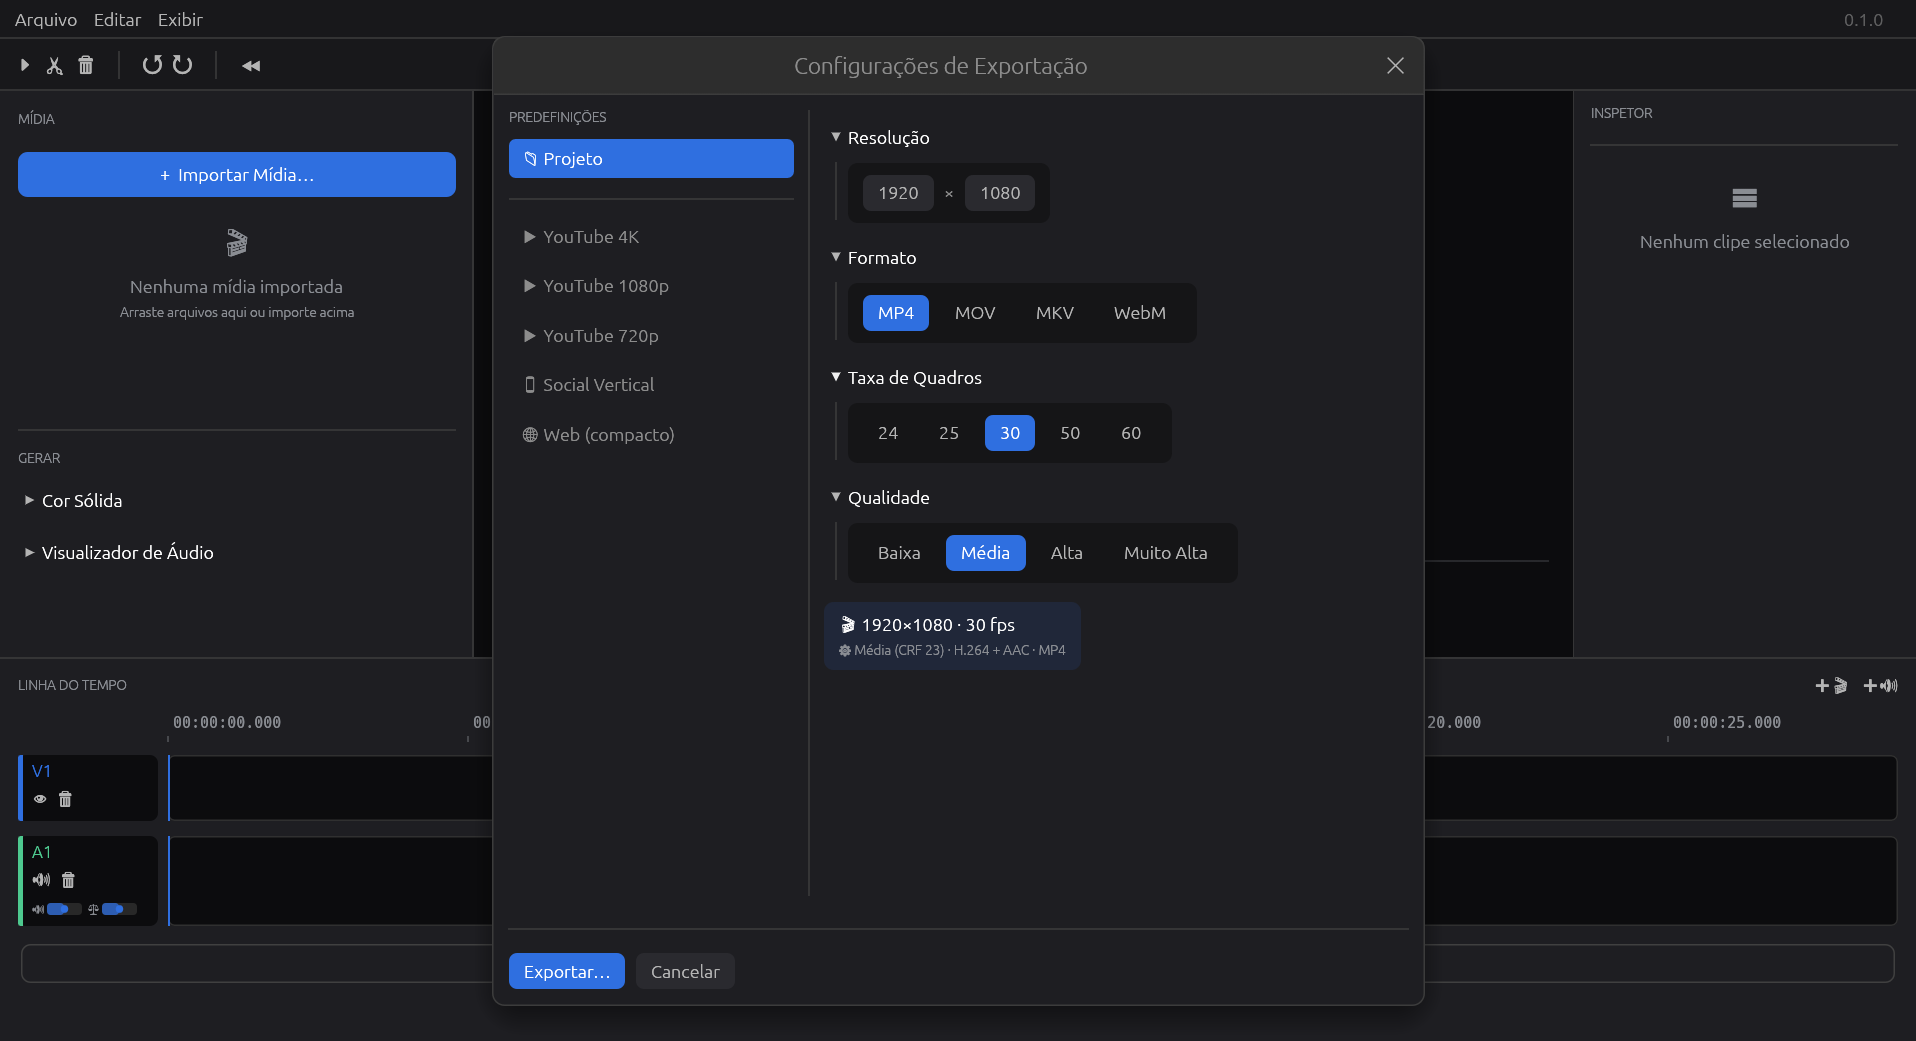 Arquivo Editar Exibir
0.1.0
Configurações de Exportação
MÍDIA
+ Importar Mídia…
Nenhuma mídia importada
Arraste arquivos aqui ou importe acima
GERAR
Cor Sólida
Visualizador de Áudio
PREDEFINIÇÕES
Projeto
YouTube 4K
YouTube 1080p
YouTube 720p
Social Vertical
Web (compacto)
Resolução
1920 × 1080
Formato
MP4 MOV MKV WebM
Taxa de Quadros
24 25 30 50 60
Qualidade
Baixa Média Alta Muito Alta
1920×1080 · 30 fps
Média (CRF 23) · H.264 + AAC · MP4
Exportar… Cancelar
INSPETOR
Nenhum clipe selecionado
LINHA DO TEMPO
00:00:00.000 00 20.000 00:00:25.000
V1
A1